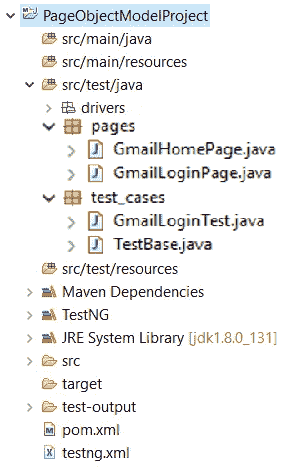 PageObjectModelProject
src/main/java
src/main/resources
src/test/java
drivers
pages
GmailHomePage.java
GmailLoginPage.java
test_cases
GmailLoginTest.java
TestBase.java
src/test/resources
Maven Dependencies
TestNG
JRE System Library [jdk1.8.0_131]
src
target
test-output
pom.xml
testng.xml